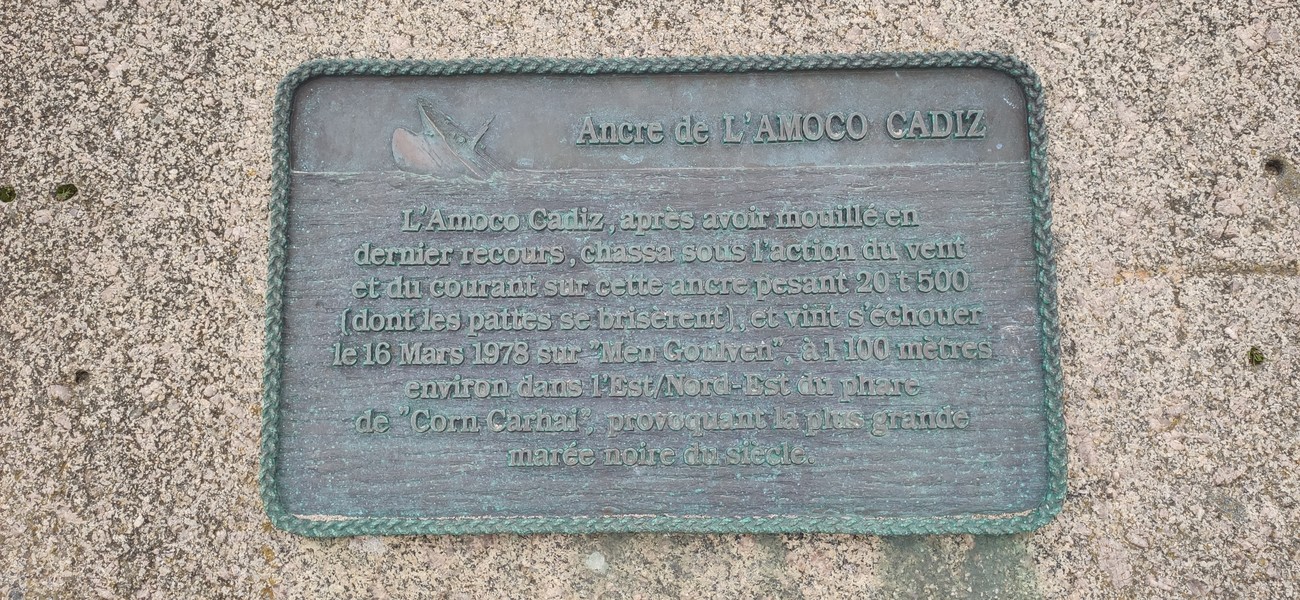 Ancre de L'AMOCO CADIZ
L'Amoco Cadiz, après avoir mouillé en
dernier recours, chassa sous l'action du vent
et du courant sur cette ancre pesant 20 t 500
(dont les pattes se brisèrent), et vint s'échouer
le 16 Mars 1978 sur "Men Goulven", à 1 100 mètres
environ dans l'Est/Nord-Est du phare
de "Corn Carhai", provoquant la plus grande
marée noire du siècle.